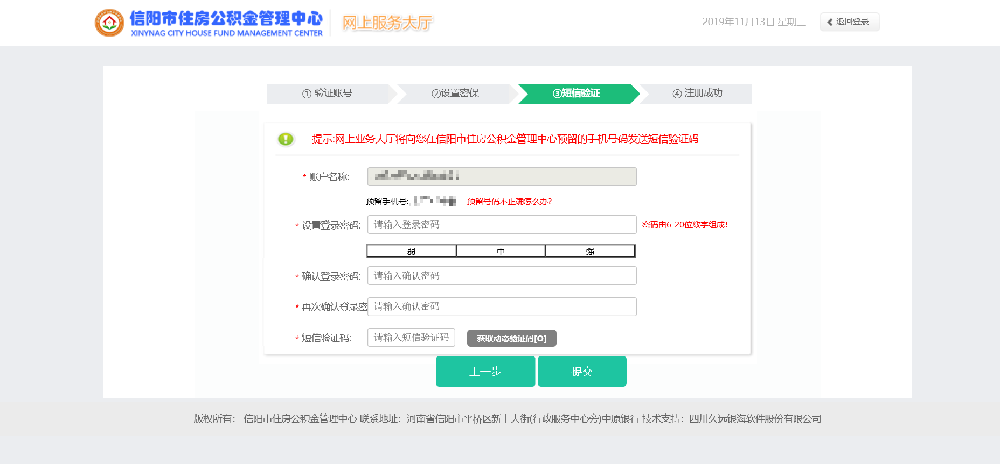 信阳市住房公积金管理中心
XINYNAG CITY HOUSE FUND MANAGEMENT CENTER
网上服务大厅
2019年11月13日 星期三
返回登录
① 验证账号
②设置密保
③短信验证
④ 注册成功
提示:网上业务大厅将向您在信阳市住房公积金管理中心预留的手机号码发送短信验证码
* 账户名称:
预留手机号: 预留号码不正确怎么办?
* 设置登录密码: 请输入登录密码 密码由6-20位数字组成!
弱 中 强
* 确认登录密码: 请输入确认密码
* 再次确认登录密 请输入确认密码
* 短信验证码: 请输入短信验证码 获取动态验证码[O]
上一步 提交
版权所有： 信阳市住房公积金管理中心 联系地址：河南省信阳市平桥区新十大街(行政服务中心旁)中原银行 技术支持：四川久远银海软件股份有限公司